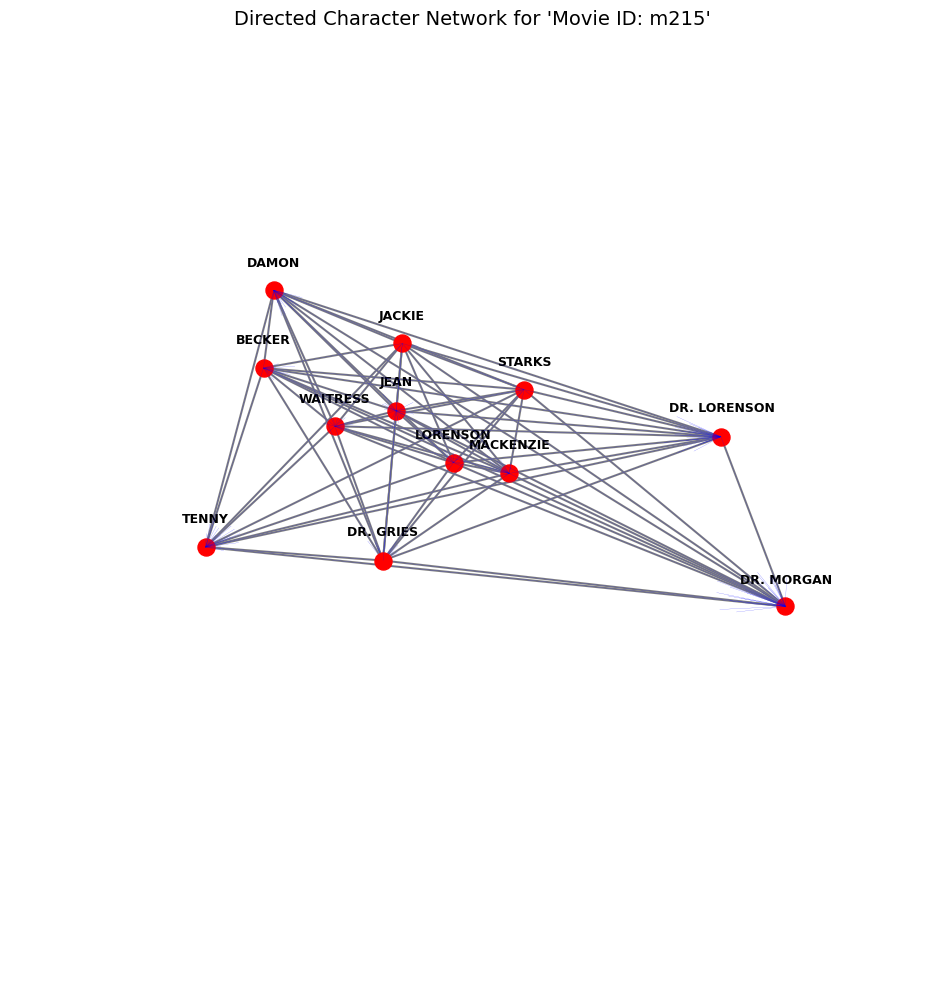 Directed Character Network for 'Movie ID: m215'
DAMON
JACKIE
BECKER
STARKS
JEAN
WAITRESS
DR. LORENSON
LORENSON
MACKENZIE
TENNY
DR. GRIES
DR. MORGAN